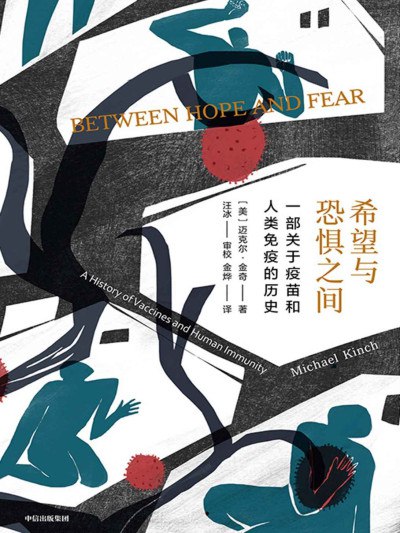 BETWEEN HOPE AND FEAR
希望与
恐惧之间
一部关于疫苗和
人类免疫的历史
[美]迈克尔·金奇——著
汪冰——审校 金烨——译
A History of Vaccines and Human Immunity
Michael Kinch
中信出版集团